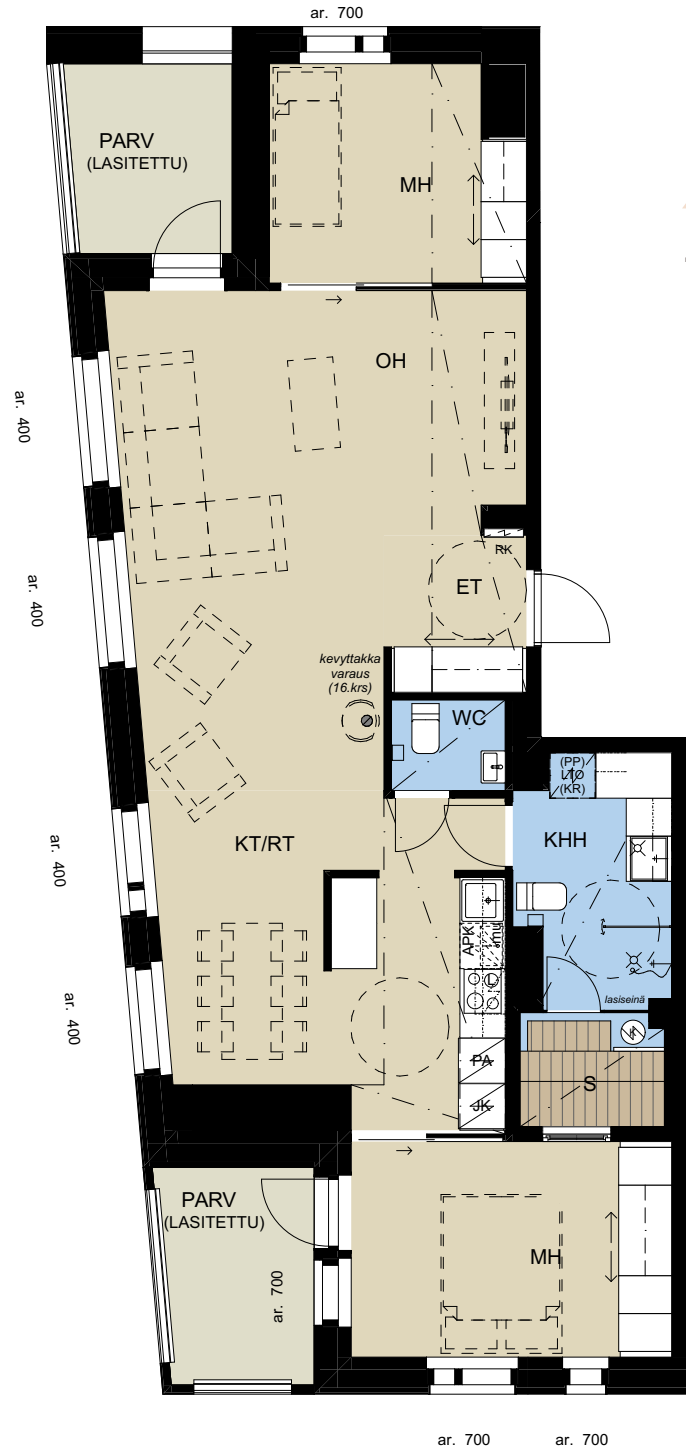 ar. 700
PARV
(LASITETTU)
MH
OH
ar. 400
RK
ET
ar. 400
kevyttakka
varaus
(16.krs)
WC
(PP)
LTO
(KR)
KHH
KT/RT
ar. 400
APK
mu
L
lasiseinä
ar. 400
PA
S
JK
PARV
(LASITETTU)
MH
ar. 700
ar. 700
ar. 700